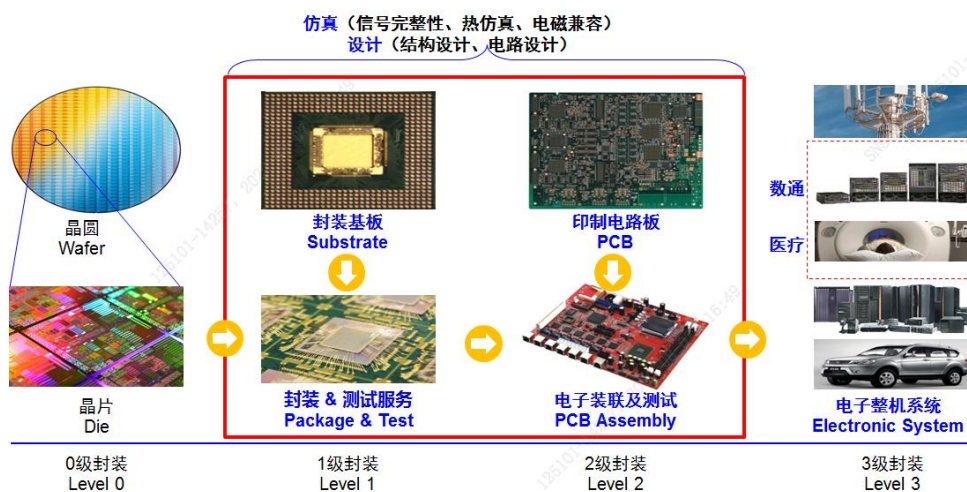 仿真（信号完整性、热仿真、电磁兼容）
设计（结构设计、电路设计）
晶圆
Wafer
封装基板
Substrate
印制电路板
PCB
数通
医疗
晶片
Die
封装 & 测试服务
Package & Test
电子装联及测试
PCB Assembly
电子整机系统
Electronic System
0级封装
Level 0
1级封装
Level 1
2级封装
Level 2
3级封装
Level 3